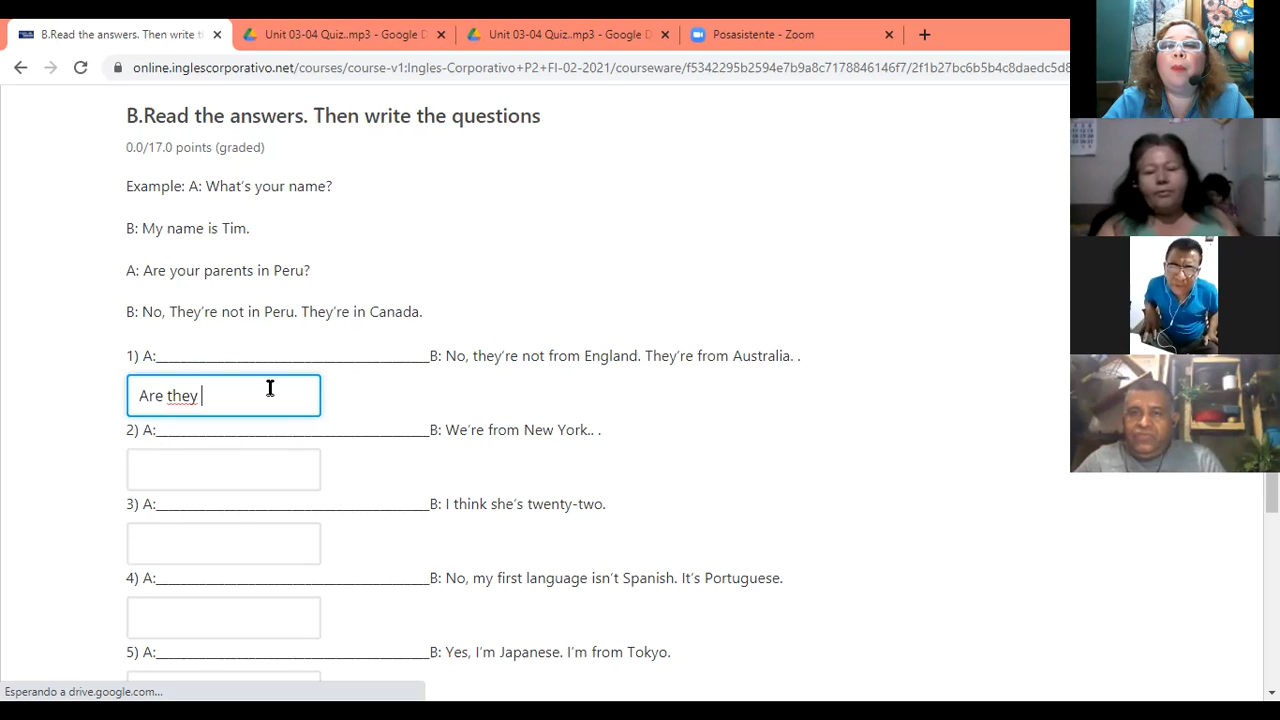 B.Read the answers. Then write t
Unit 03-04 Quiz..mp3 - Google D
Unit 03-04 Quiz..mp3 - Google D
Posasistente - Zoom
online.inglescorporativo.net/courses/course-v1:Ingles-Corporativo+P2+FI-02-2021/courseware/f5342295b2594e7b9a8c7178846146f7/2f1b27bc6b5b4c8daedc5d8
B.Read the answers. Then write the questions
0.0/17.0 points (graded)
Example: A: What's your name?
B: My name is Tim.
A: Are your parents in Peru?
B: No, They're not in Peru. They're in Canada.
1) A:__________________________________B: No, they're not from England. They're from Australia. .
Are they
2) A:__________________________________B: We're from New York.. .
3) A:__________________________________B: I think she's twenty-two.
4) A:__________________________________B: No, my first language isn't Spanish. It's Portuguese.
5) A:__________________________________B: Yes, I'm Japanese. I'm from Tokyo.
Esperando a drive.google.com...